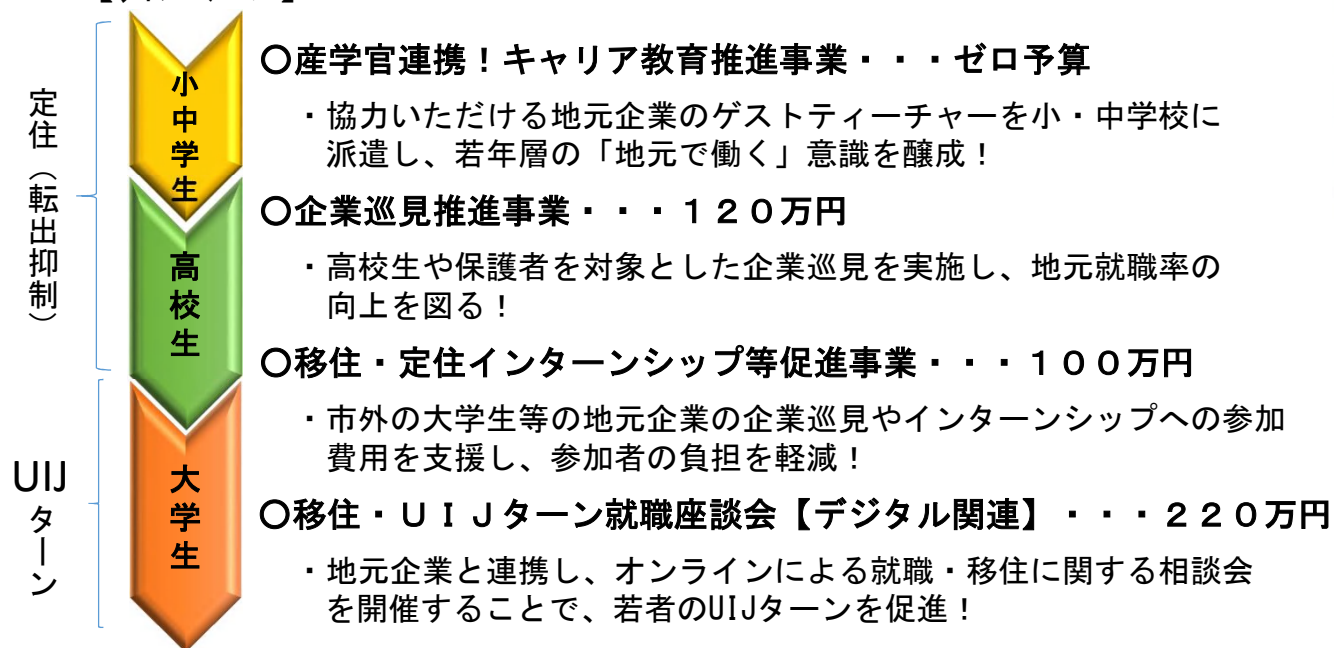 定住（転出抑制）
UIJターン
小中学生
高校生
大学生
〇産学官連携！キャリア教育推進事業・・・ゼロ予算
・協力いただける地元企業のゲストティーチャーを小・中学校に
派遣し、若年層の「地元で働く」意識を醸成！
〇企業巡見推進事業・・・１２０万円
・高校生や保護者を対象とした企業巡見を実施し、地元就職率の
向上を図る！
〇移住・定住インターンシップ等促進事業・・・１００万円
・市外の大学生等の地元企業の企業巡見やインターンシップへの参加
費用を支援し、参加者の負担を軽減！
〇移住・ＵＩＪターン就職座談会【デジタル関連】・・・２２０万円
・地元企業と連携し、オンラインによる就職・移住に関する相談会
を開催することで、若者のUIJターンを促進！